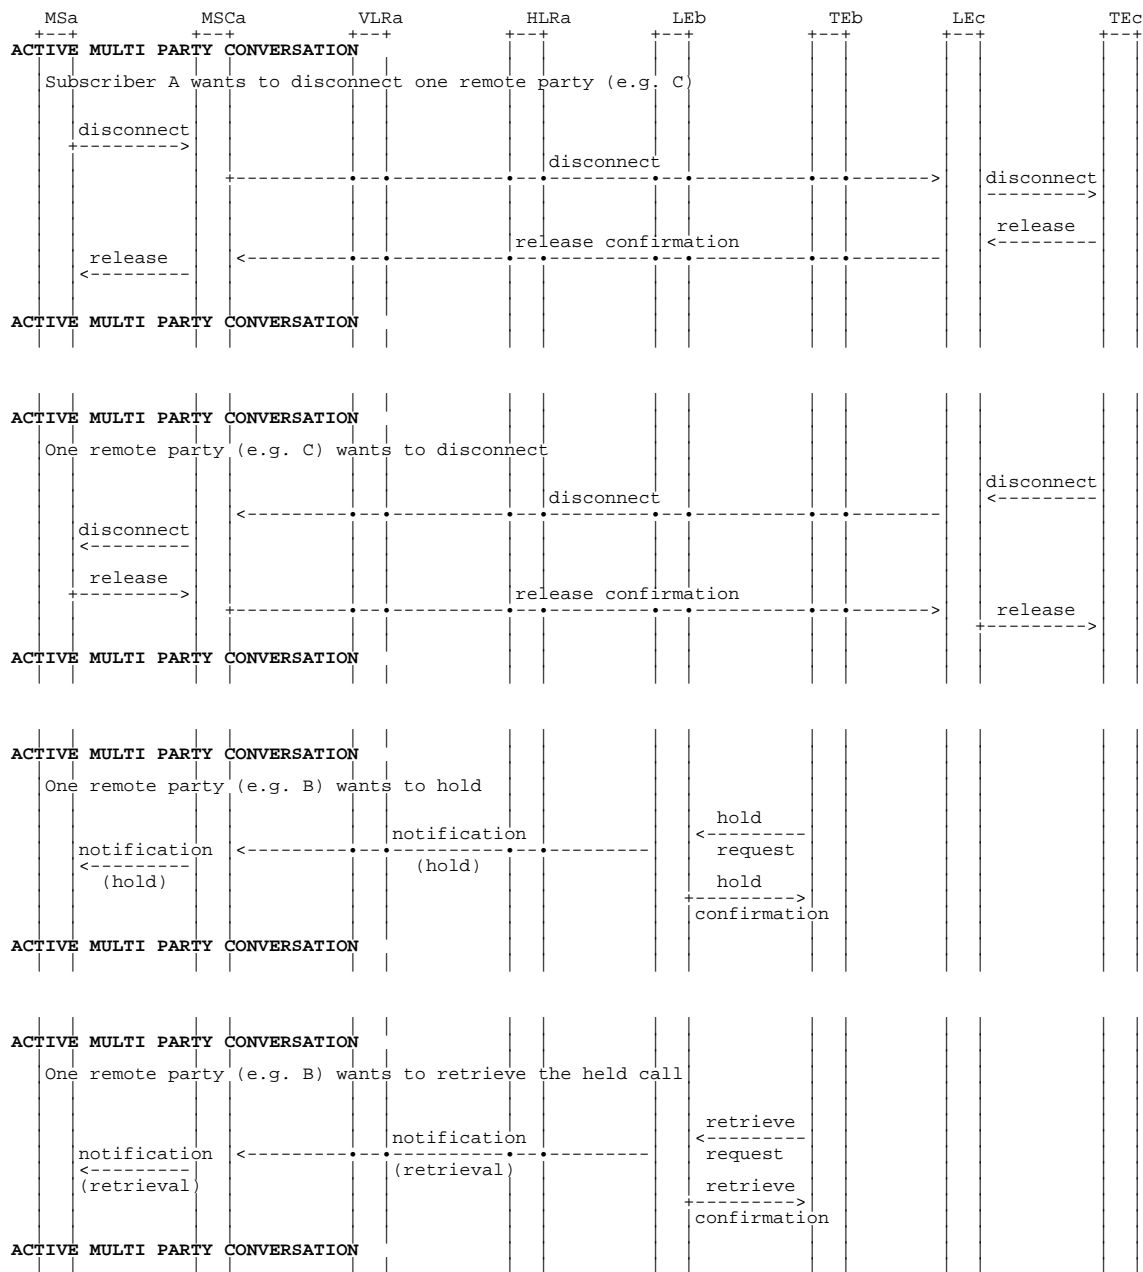 MSa MSCa VLRa HLRa LEb TEb LEc TEc
ACTIVE MULTI PARTY CONVERSATION
Subscriber A wants to disconnect one remote party (e.g. C)
disconnect
disconnect
disconnect
release
release confirmation
release
ACTIVE MULTI PARTY CONVERSATION
ACTIVE MULTI PARTY CONVERSATION
One remote party (e.g. C) wants to disconnect
disconnect
disconnect
disconnect
release
release confirmation
release
ACTIVE MULTI PARTY CONVERSATION
ACTIVE MULTI PARTY CONVERSATION
One remote party (e.g. B) wants to hold
hold
notification
notification request
(hold)
(hold) hold
confirmation
ACTIVE MULTI PARTY CONVERSATION
ACTIVE MULTI PARTY CONVERSATION
One remote party (e.g. B) wants to retrieve the held call
retrieve
notification
notification request
(retrieval)
(retrieval) retrieve
confirmation
ACTIVE MULTI PARTY CONVERSATION